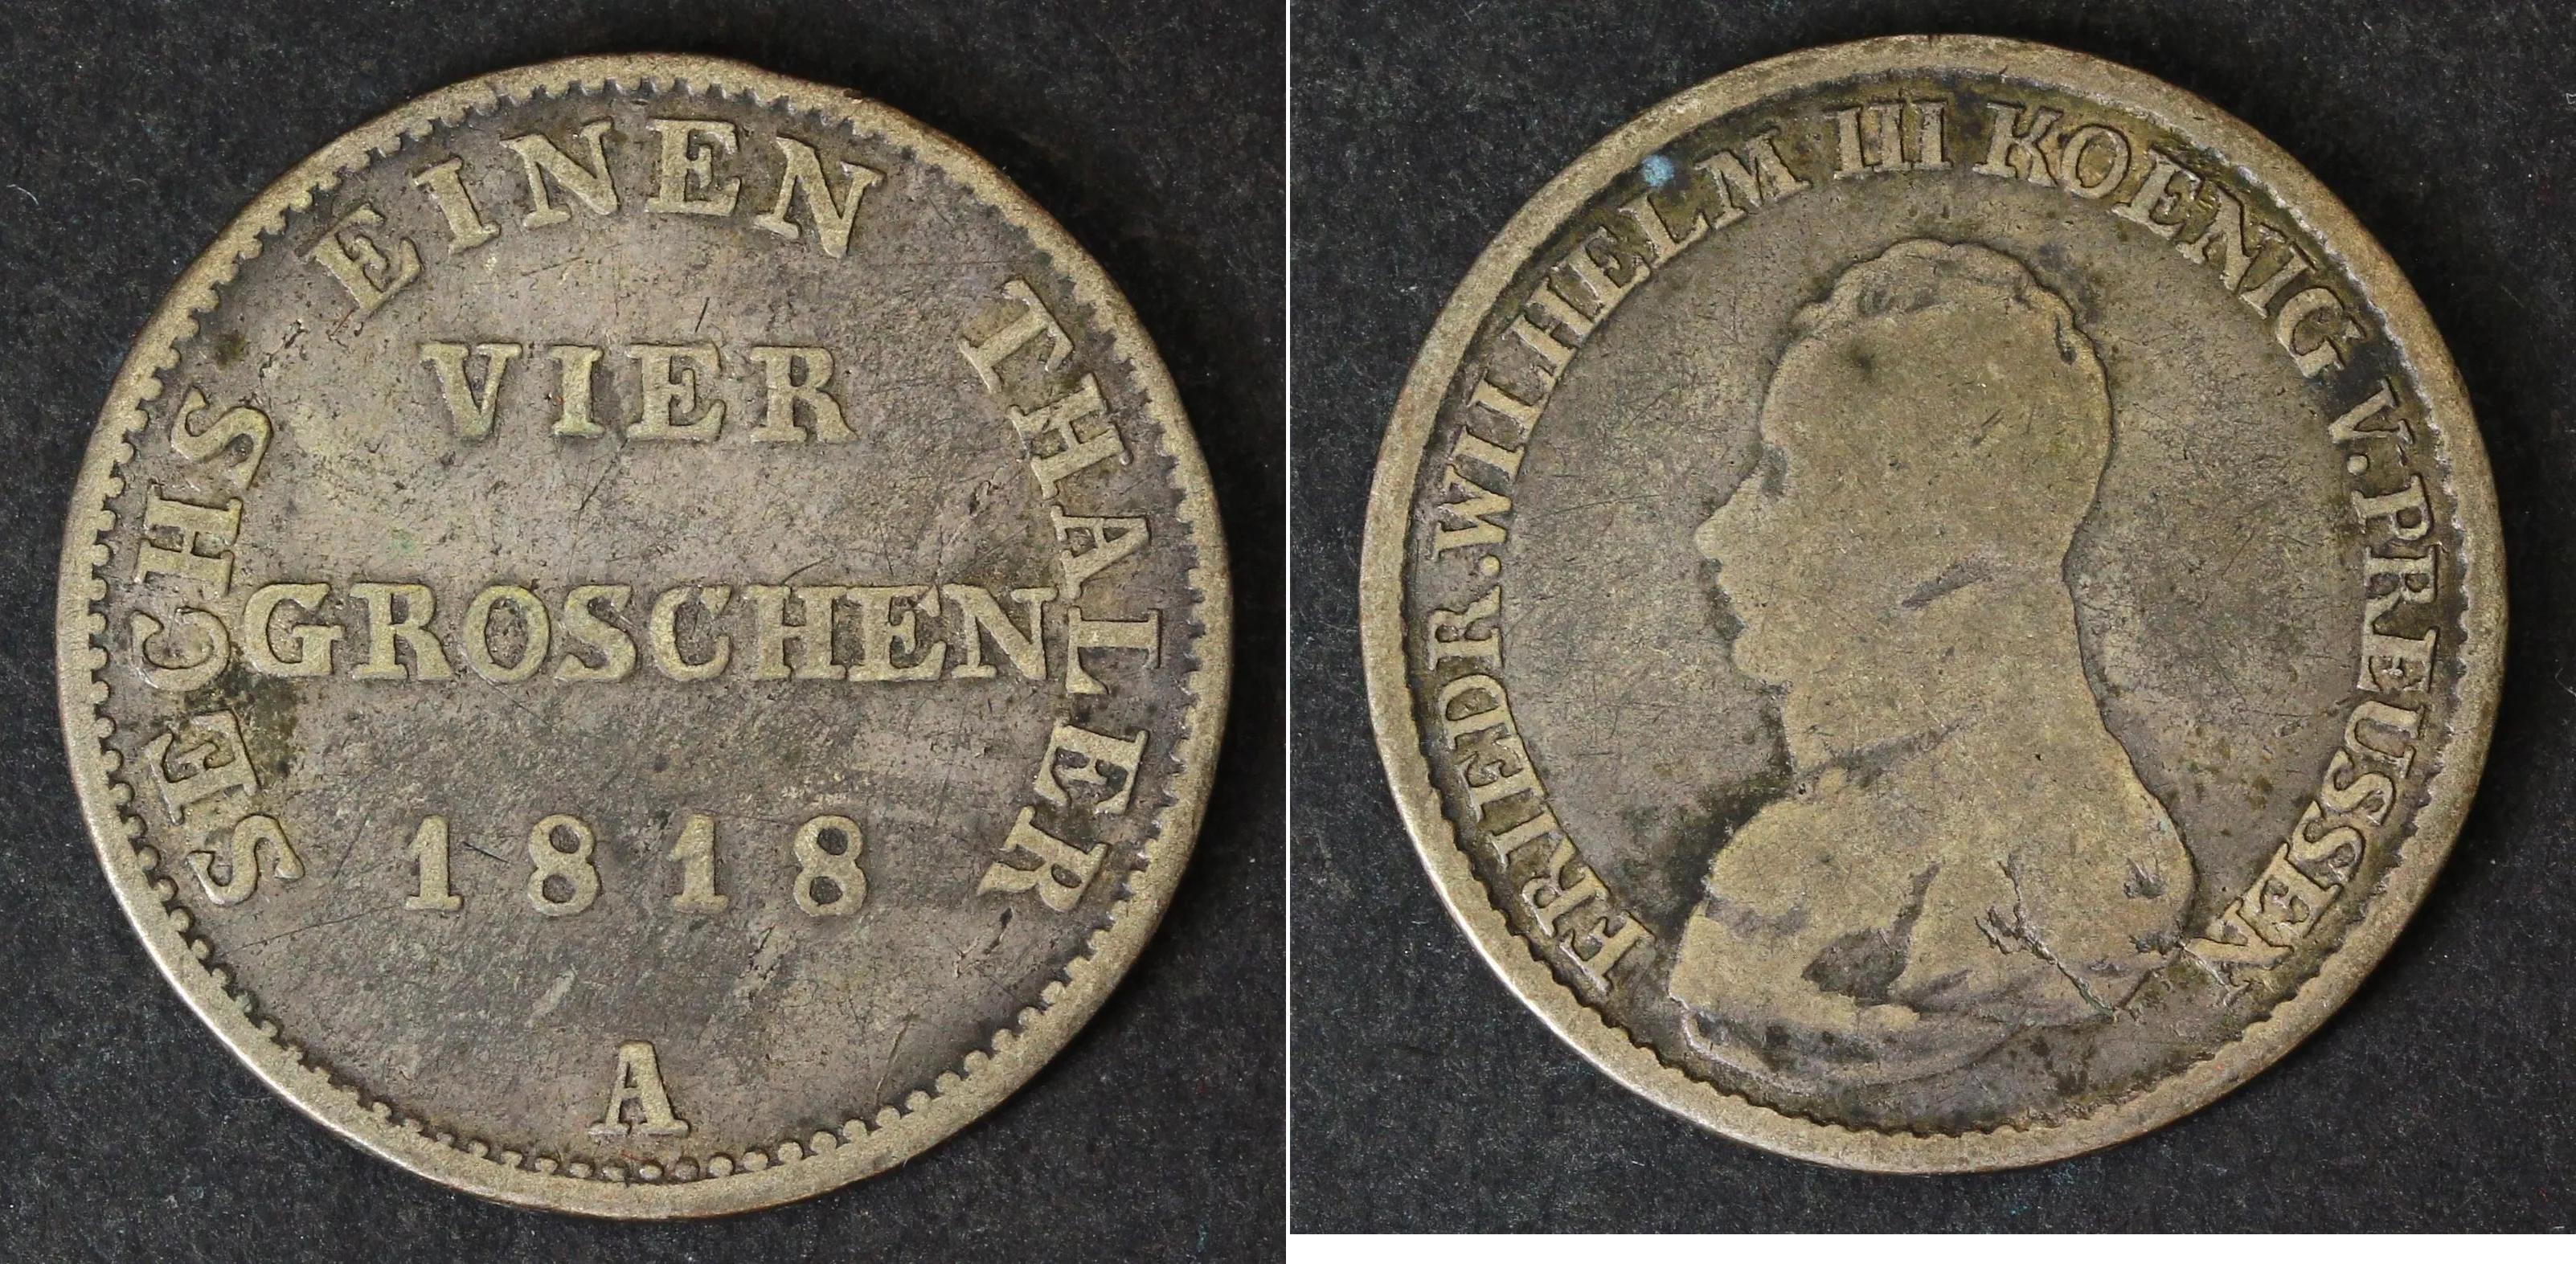 SECHS EINEN THALER
VIER
GROSCHEN
1818
A
FRIEDR. WILHELM III KOENIG V. PREUSSEN